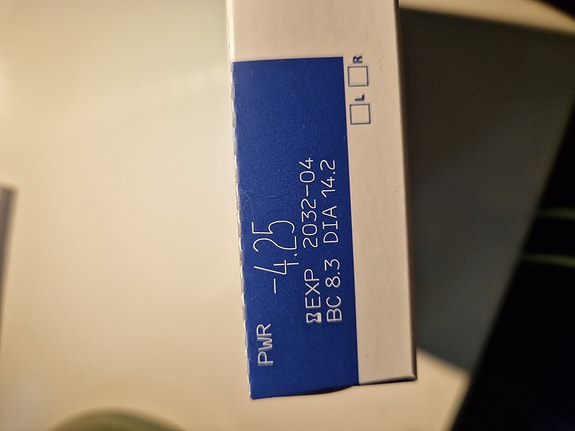 PWR -4.25
EXP 2032-04
BC 8.3 DIA 14.2
L R